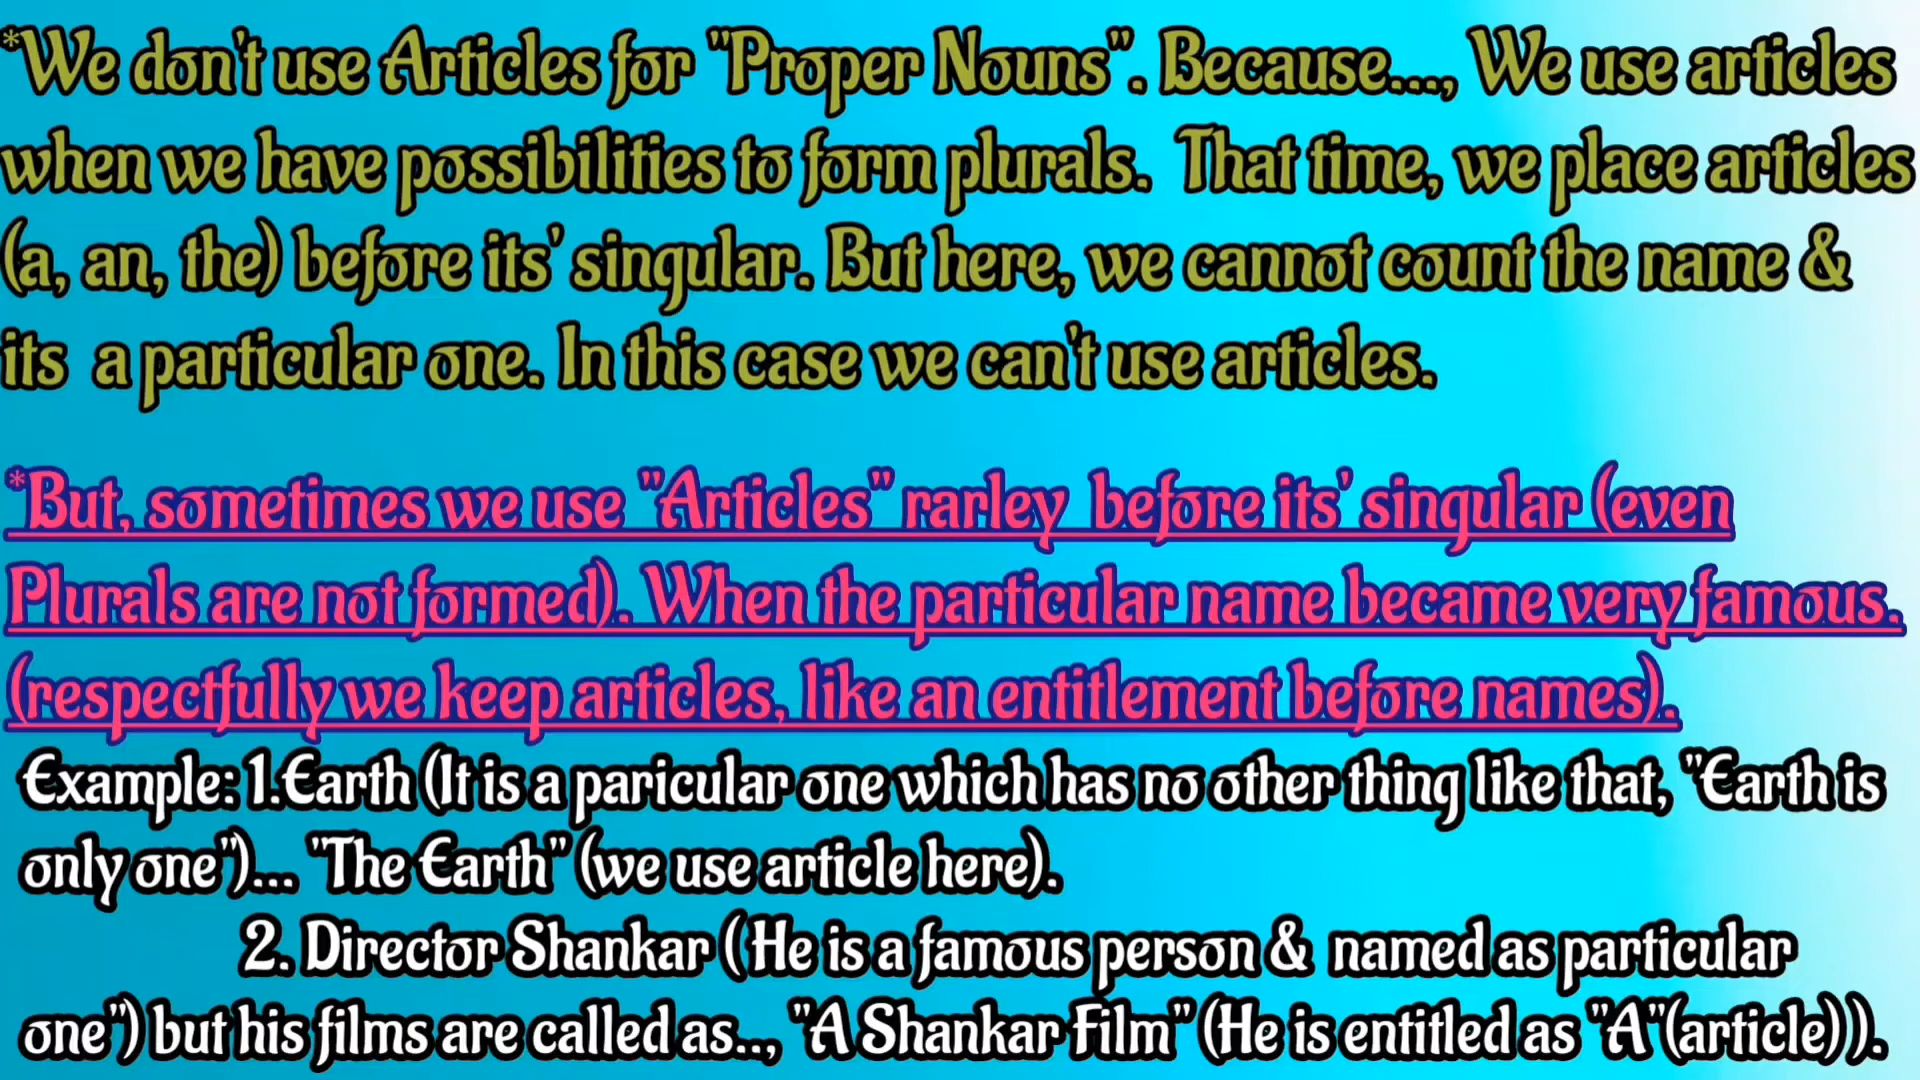 *We don't use Articles for "Proper Nouns". Because..., We use articles
when we have possibilities to form plurals. That time, we place articles
(a, an, the) before its' singular. But here, we cannot count the name &
its a particular one. In this case we can't use articles.
*But, sometimes we use "Articles" rarley before its' singular (even
Plurals are not formed). When the particular name became very famous.
(respectfully we keep articles, like an entitlement before names).
Example: 1.Earth (It is a paricular one which has no other thing like that, "Earth is
only one")... "The Earth" (we use article here).
2. Director Shankar ( He is a famous person & named as particular
one") but his films are called as.., "A Shankar Film" (He is entitled as "A"(article) ).